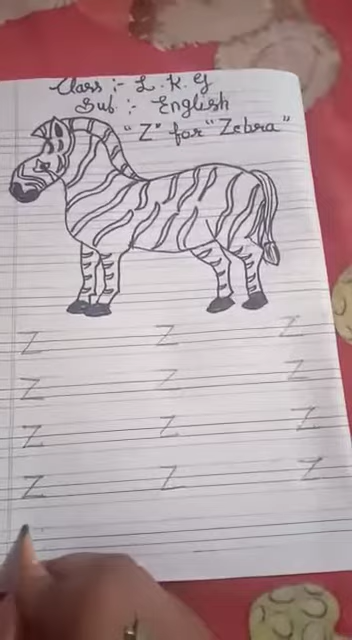 Class :- L.K.G
Sub :- English
"Z" for "Zebra"
Z Z Z
Z Z Z
Z Z Z
Z Z Z